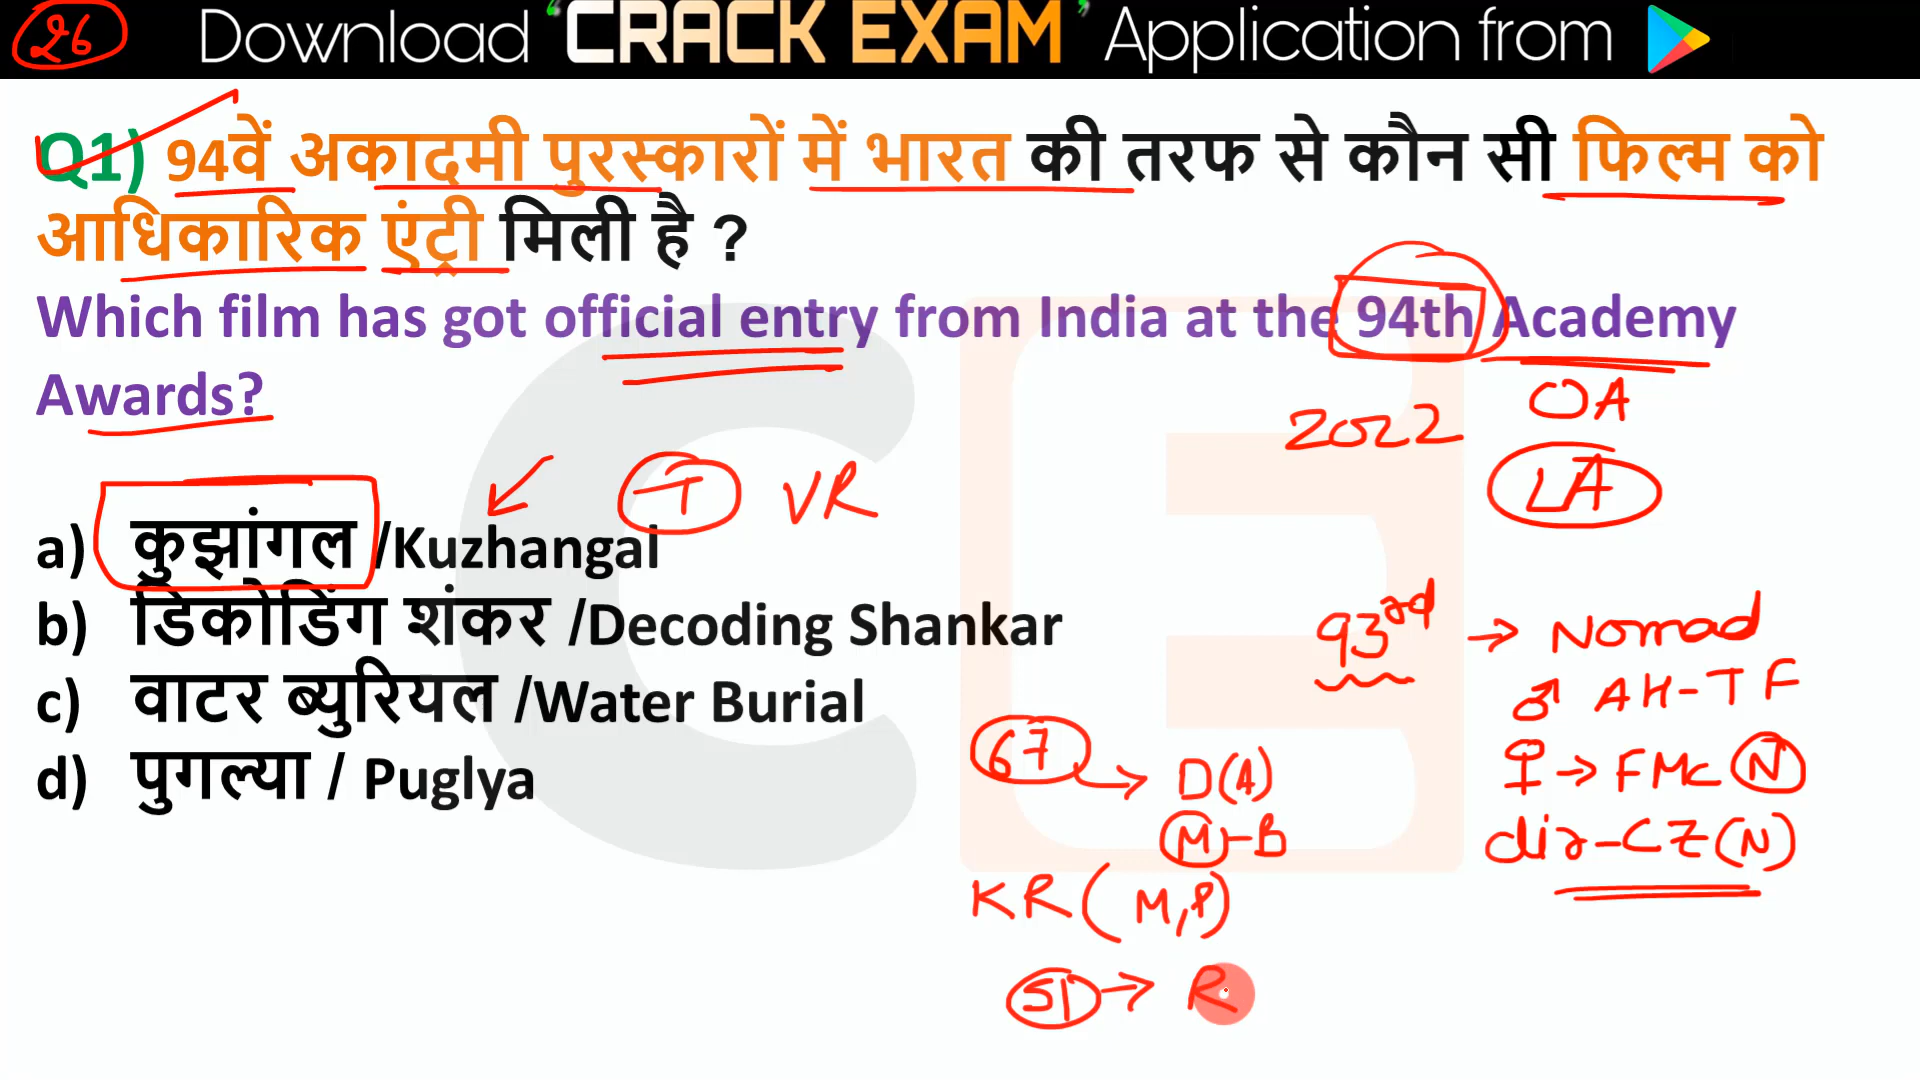 26 Download 'CRACK EXAM' Application from
Q1) 94वें अकादमी पुरस्कारों में भारत की तरफ से कौन सी फिल्म को
आधिकारिक एंट्री मिली है ?
Which film has got official entry from India at the 94th Academy
Awards?
OA
2022
LA
T VR
a) कुझांगल /Kuzhangal
b) डिकोडिंग शंकर /Decoding Shankar
c) वाटर ब्युरियल /Water Burial
d) पुगल्या / Puglya
93rd → Nomad
♂ AH-TF
♀ → FMC N
dir-CZ(N)
67 → D(A)
M-B
KR (M,P)
51 → R
CE